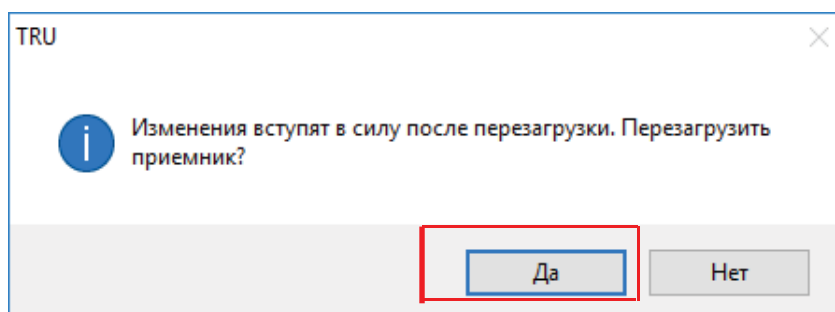 TRU
Изменения вступят в силу после перезагрузки. Перезагрузить
приемник?
Да
Нет